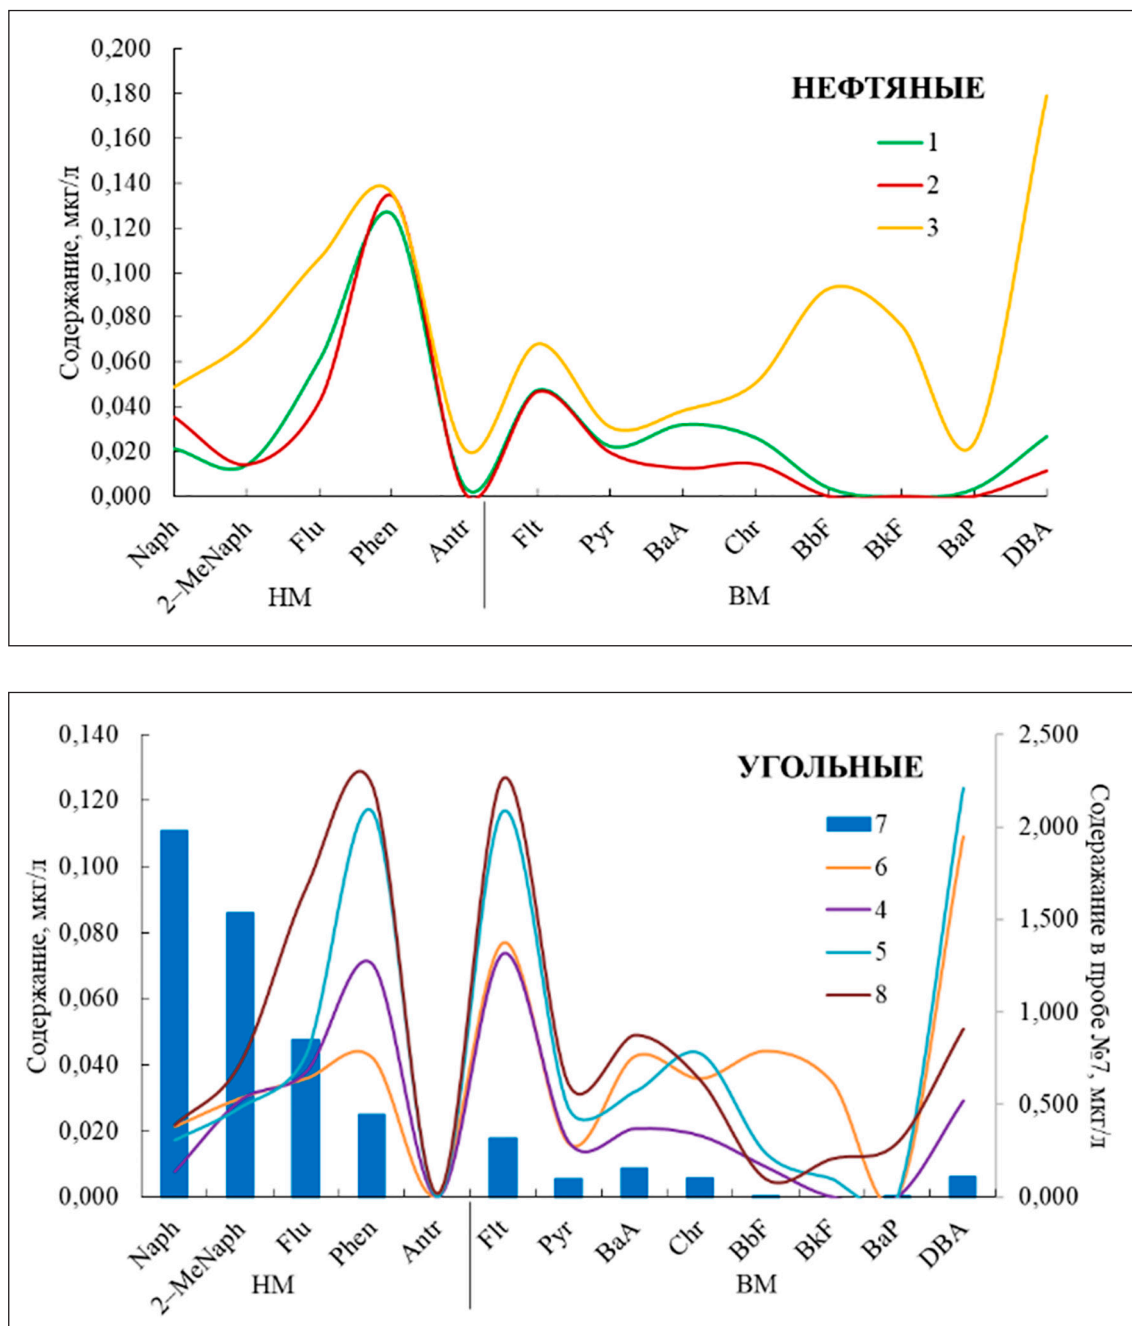 0,200
0,180
0,160
0,140
0,120
0,100
0,080
0,060
0,040
0,020
0,000
Содержание, мкг/л
НЕФТЯНЫЕ
1
2
3
Naph
2–MeNaph
Flu
Phen
Antr
Flt
Pyr
BaA
Chr
BbF
BkF
BaP
DBA
НМ
ВМ
0,140
0,120
0,100
0,080
0,060
0,040
0,020
0,000
Содержание, мкг/л
УГОЛЬНЫЕ
7
6
4
5
8
2,500
2,000
1,500
1,000
0,500
0,000
Содеражание в пробе №7, мкг/л
Naph
2–MeNaph
Flu
Phen
Antr
Flt
Pyr
BaA
Chr
BbF
BkF
BaP
DBA
НМ
ВМ